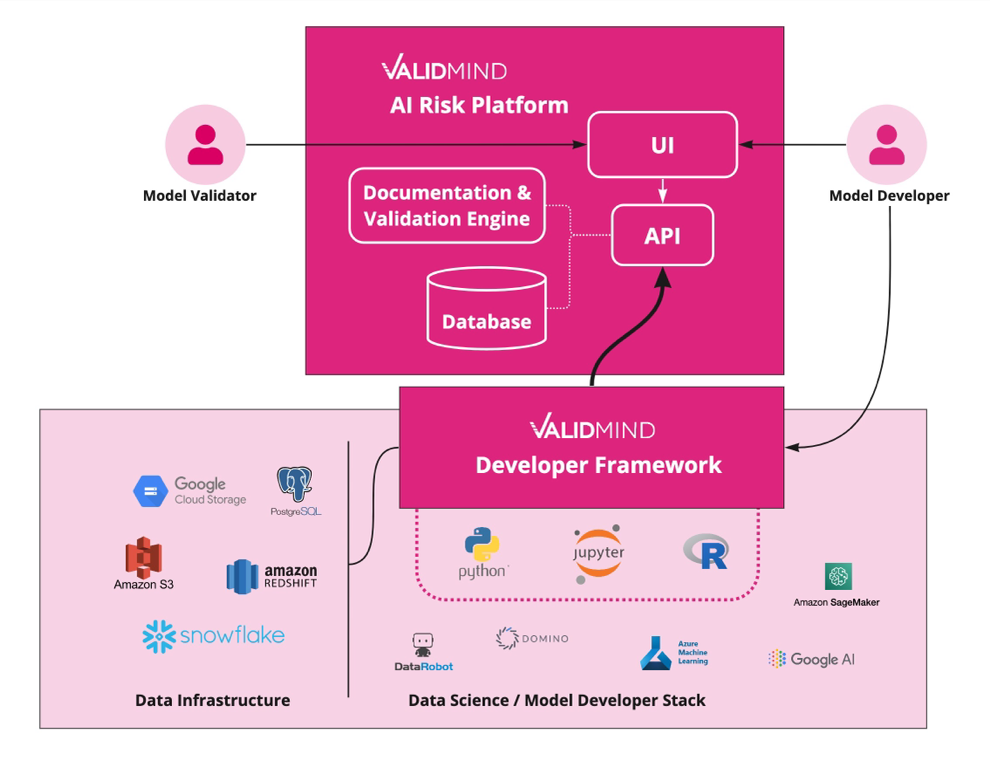 VALIDMIND
AI Risk Platform
UI
Model Validator
Model Developer
Documentation &
Validation Engine
API
Database
VALIDMIND
Developer Framework
Google
Cloud Storage
PostgreSQL
python
jupyter
R
Amazon S3
amazon
REDSHIFT
Amazon SageMaker
snowflake
DataRobot
DOMINO
Azure
Machine
Learning
Google AI
Data Infrastructure
Data Science / Model Developer Stack